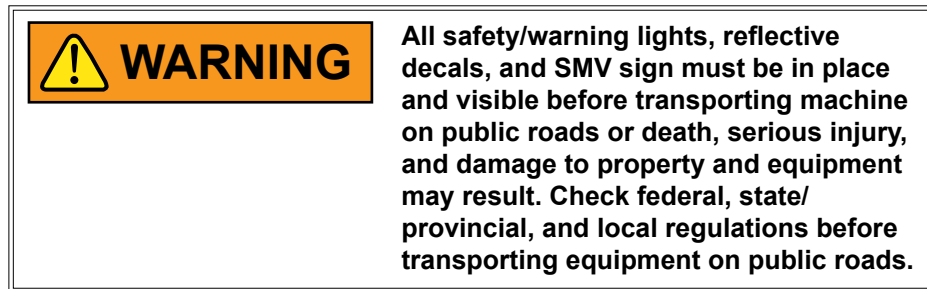 WARNING
All safety/warning lights, reflective
decals, and SMV sign must be in place
and visible before transporting machine
on public roads or death, serious injury,
and damage to property and equipment
may result. Check federal, state/
provincial, and local regulations before
transporting equipment on public roads.